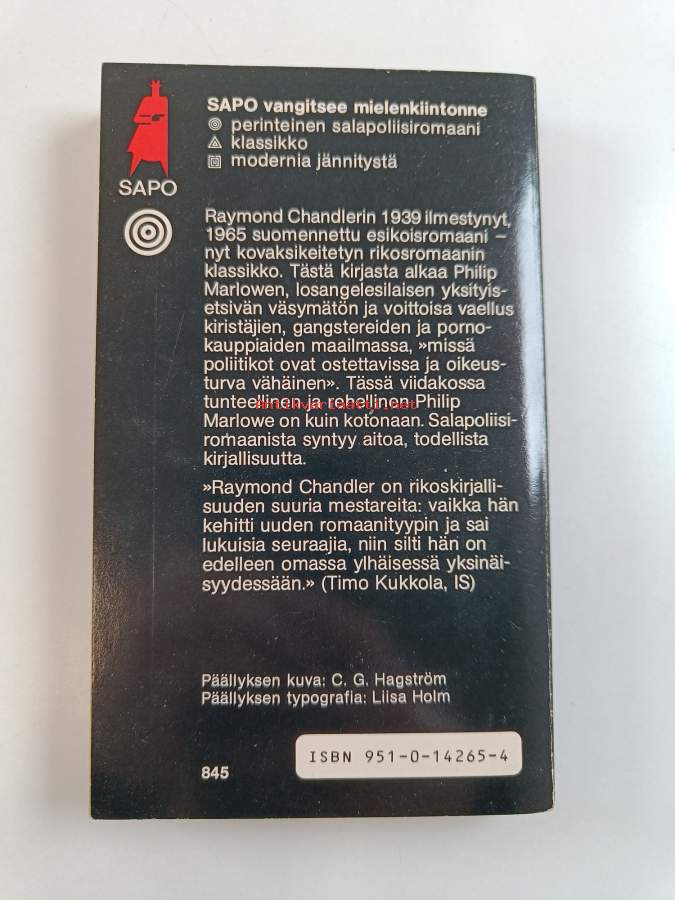 SAPO vangitsee mielenkiintonne
perinteinen salapoliisiromaani
klassikko
modernia jännitystä
SAPO
Raymond Chandlerin 1939 ilmestynyt,
1965 suomennettu esikoisromaani –
nyt kovaksikeitetyn rikosromaanin
klassikko. Tästä kirjasta alkaa Philip
Marlowen, losangelesilaisen yksityis-
etsivän väsymätön ja voittoisa vaellus
kiristäjien, gangstereiden ja porno-
kauppiaiden maailmassa, »missä
poliitikot ovat ostettavissa ja oikeus-
turva vähäinen». Tässä viidakossa
tunteellinen ja rehellinen Philip
Antikvariaatti.net
Marlowe on kuin kotonaan. Salapoliisi-
romaanista syntyy aitoa, todellista
kirjallisuutta.
»Raymond Chandler on rikoskirjalli-
suuden suuria mestareita: vaikka hän
kehitti uuden romaanityypin ja sai
lukuisia seuraajia, niin silti hän on
edelleen omassa ylhäisessä yksinäi-
syydessään.» (Timo Kukkola, IS)
Päällyksen kuva: C. G. Hagström
Päällyksen typografia: Liisa Holm
ISBN 951-0-14265-4
845